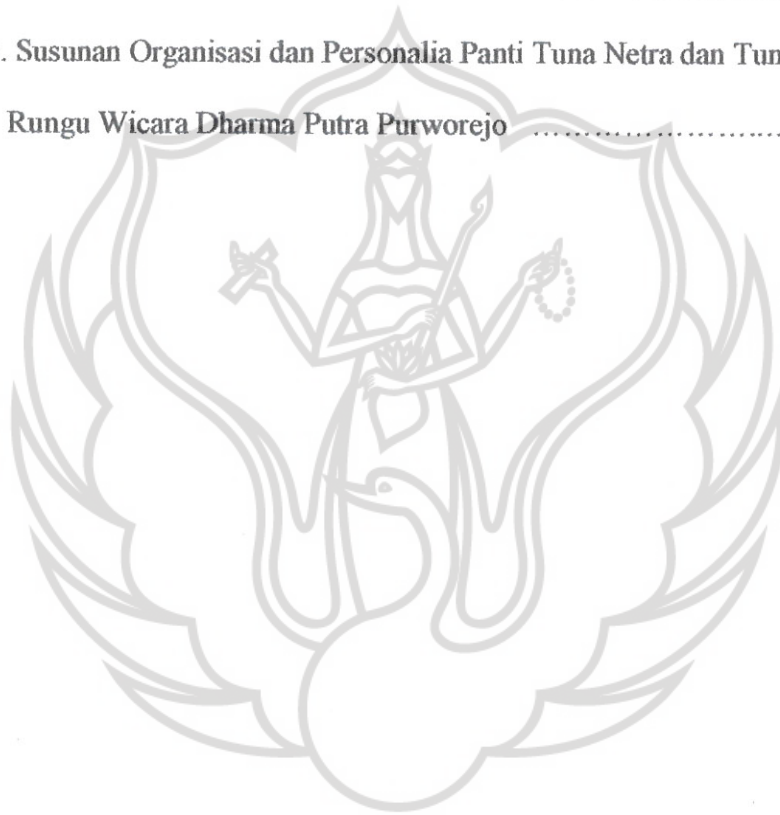 . Susunan Organisasi dan Personalia Panti Tuna Netra dan Tun
Rungu Wicara Dharma Putra Purworejo ..............................